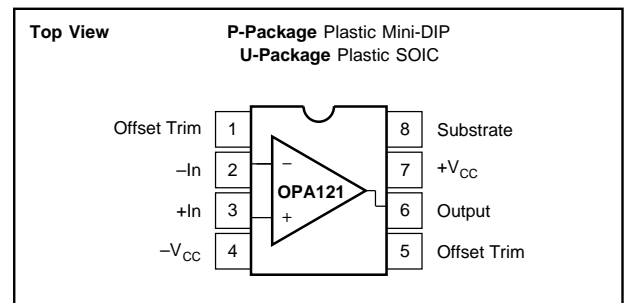 Top View
P-Package Plastic Mini-DIP
U-Package Plastic SOIC
Offset Trim 1 8 Substrate
–In 2 – 7 +VCC
OPA121
+In 3 + 6 Output
–VCC 4 5 Offset Trim